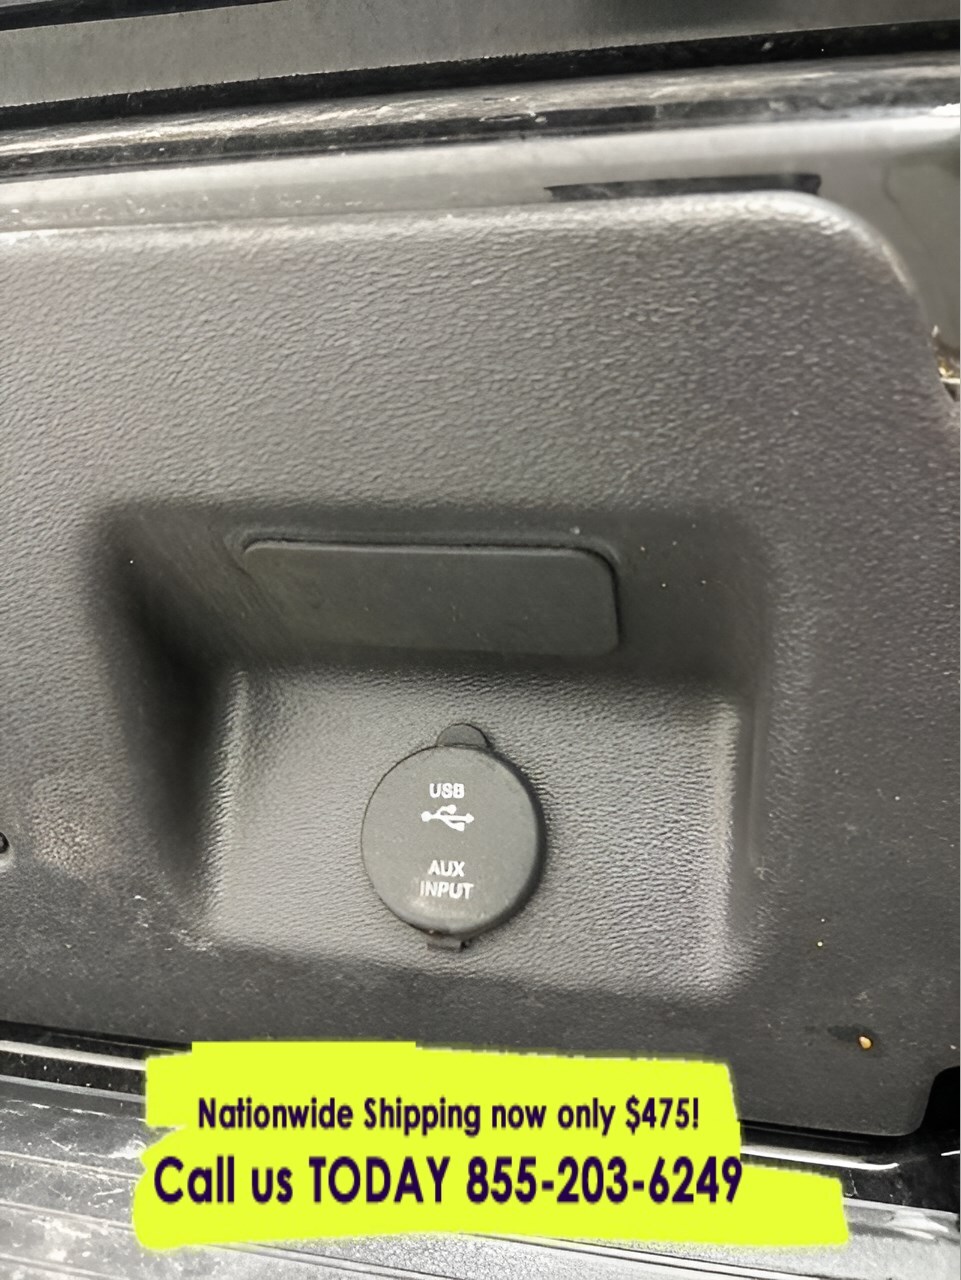 USB
AUX
INPUT
Nationwide Shipping now only $475!
Call us TODAY 855-203-6249